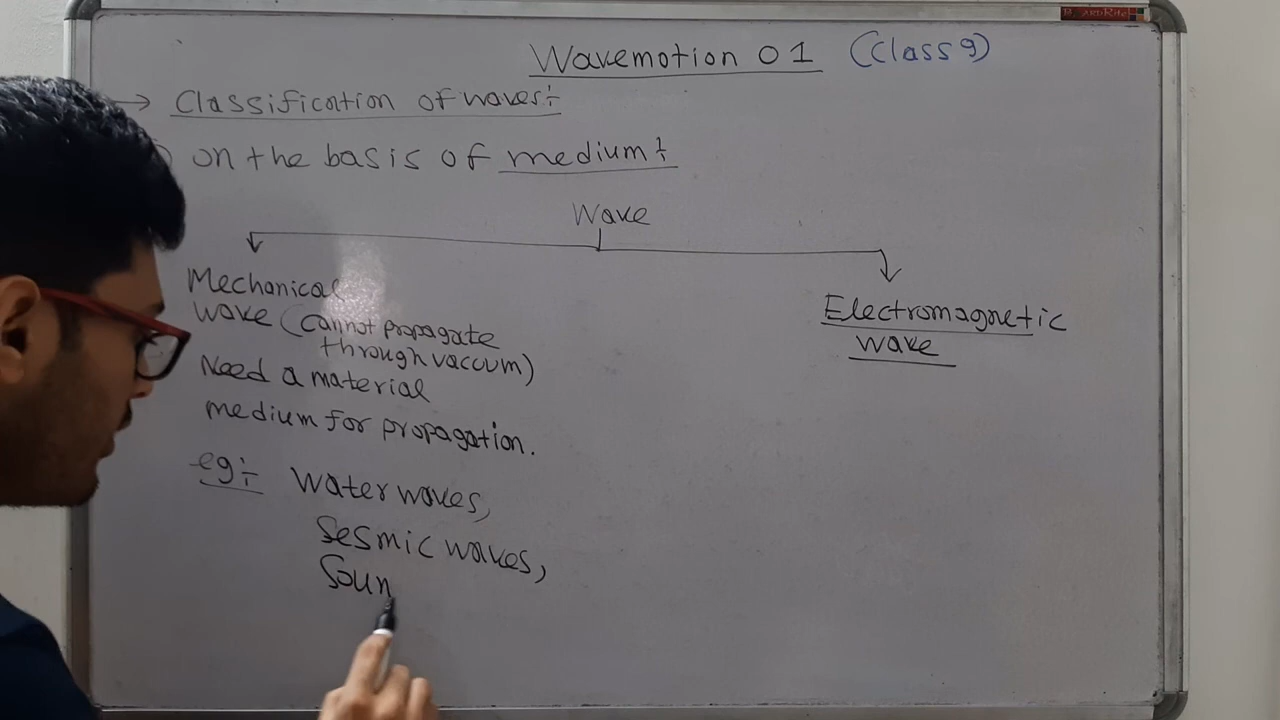 Wavemotion 01 (Class 9)
→ Classification of waves:-
on the basis of medium:-
Wave
Mechanical
wave (cannot propagate
through vacuum)
Need a material
medium for propagation.
eg:- Water waves,
Sesmic waves,
Soun
Electromagnetic
wave